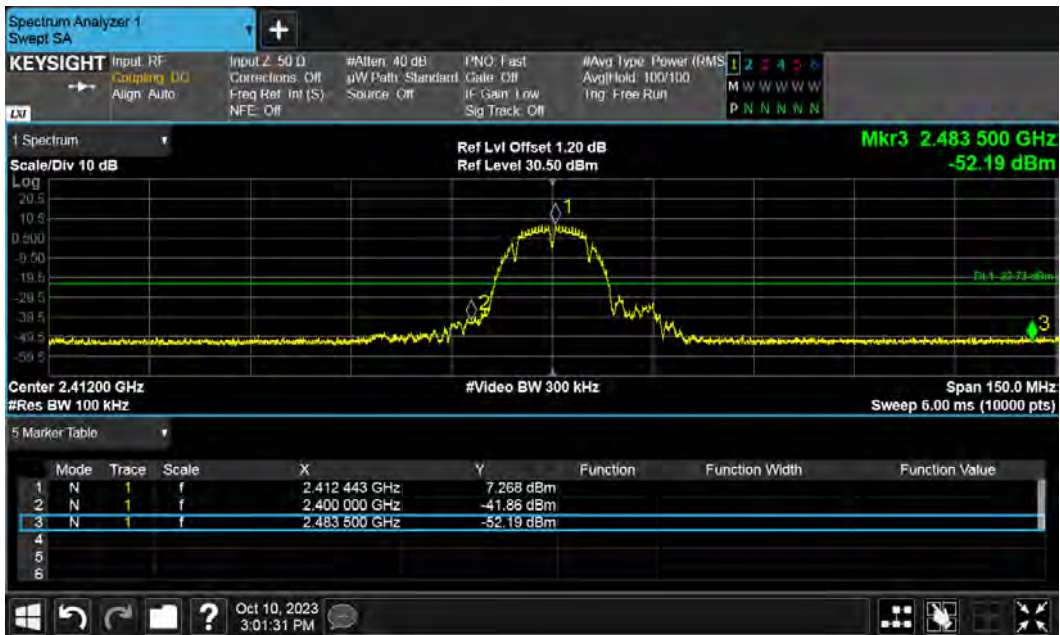 Spectrum Analyzer 1
Swept SA
+
KEYSIGHT Input: RF Input Z: 50 Ω #Atten: 40 dB PNO: Fast #Avg Type: Power (RMS 1 2 3 4 5 6
Coupling: DC Corrections: Off µW Path: Standard Gate: Off Avg|Hold: 100/100 M W W W W W
Align: Auto Freq Ref: Int (S) Source: Off IF Gain: Low Trig: Free Run
NFE: Off Sig Track: Off P N N N N N
LXI
1 Spectrum Ref Lvl Offset 1.20 dB Mkr3 2.483 500 GHz
Scale/Div 10 dB Ref Level 30.50 dBm -52.19 dBm
Log
20.5
10.5
0.500
-9.50
-19.5
-29.5
-39.5
-49.5
-59.5
1
2
3
DL1 -22.73 dBm
Center 2.41200 GHz #Video BW 300 kHz Span 150.0 MHz
#Res BW 100 kHz Sweep 6.00 ms (10000 pts)
5 Marker Table
Mode Trace Scale X Y Function Function Width Function Value
1 N 1 f 2.412 443 GHz 7.268 dBm
2 N 1 f 2.400 000 GHz -41.86 dBm
3 N 1 f 2.483 500 GHz -52.19 dBm
4
5
6
? Oct 10, 2023
3:01:31 PM